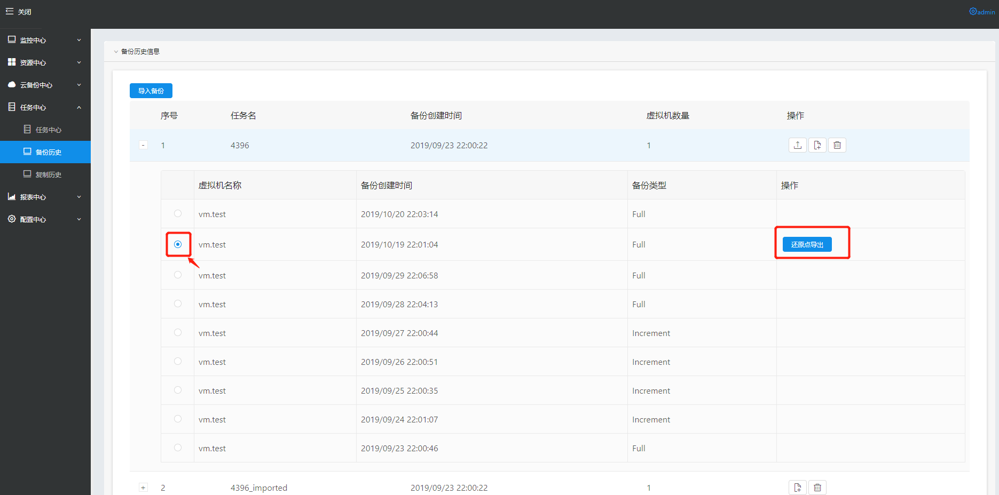 关闭
admin
监控中心
资源中心
云备份中心
任务中心
任务中心
备份历史
复制历史
报表中心
配置中心
备份历史信息
导入备份
序号 任务名 备份创建时间 虚拟机数量 操作
- 1 4396 2019/09/23 22:00:22 1
虚拟机名称 备份创建时间 备份类型 操作
vm.test 2019/10/20 22:03:14 Full
vm.test 2019/10/19 22:01:04 Full 还原点导出
vm.test 2019/09/29 22:06:58 Full
vm.test 2019/09/28 22:04:13 Full
vm.test 2019/09/27 22:00:44 Increment
vm.test 2019/09/26 22:00:51 Increment
vm.test 2019/09/25 22:00:35 Increment
vm.test 2019/09/24 22:01:07 Increment
vm.test 2019/09/23 22:00:46 Full
+ 2 4396_imported 2019/09/23 22:00:22 1